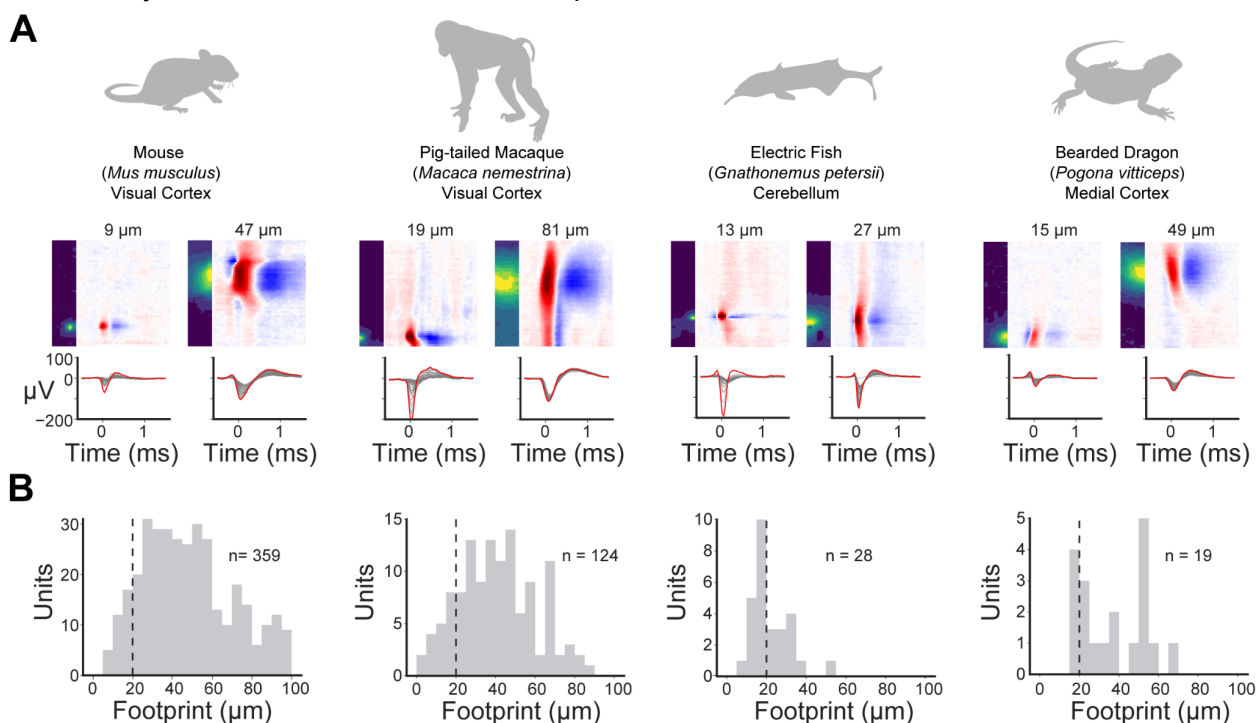 A
Mouse
(Mus musculus)
Visual Cortex
Pig-tailed Macaque
(Macaca nemestrina)
Visual Cortex
Electric Fish
(Gnathonemus petersii)
Cerebellum
Bearded Dragon
(Pogona vitticeps)
Medial Cortex
9 µm
47 µm
19 µm
81 µm
13 µm
27 µm
15 µm
49 µm
100
0
−200
µV
0 1
Time (ms)
0 1
Time (ms)
0 1
Time (ms)
0 1
Time (ms)
0 1
Time (ms)
0 1
Time (ms)
0 1
Time (ms)
0 1
Time (ms)
B
30
20
10
0
Units
n= 359
0 20 40 60 80 100
Footprint (µm)
15
10
5
0
Units
n = 124
0 20 40 60 80 100
Footprint (µm)
10
8
6
4
2
0
Units
n = 28
0 20 40 60 80 100
Footprint (µm)
5
4
3
2
1
0
Units
n = 19
0 20 40 60 80 100
Footprint (µm)